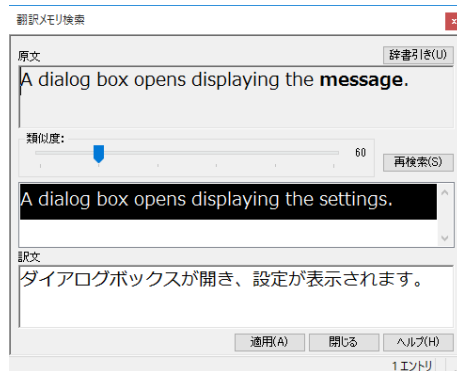 翻訳メモリ検索
x
原文
辞書引き(U)
A dialog box opens displaying the message.
類似度:
60
再検索(S)
A dialog box opens displaying the settings.
訳文
ダイアログボックスが開き、設定が表示されます。
適用(A) 閉じる ヘルプ(H)
1エントリ